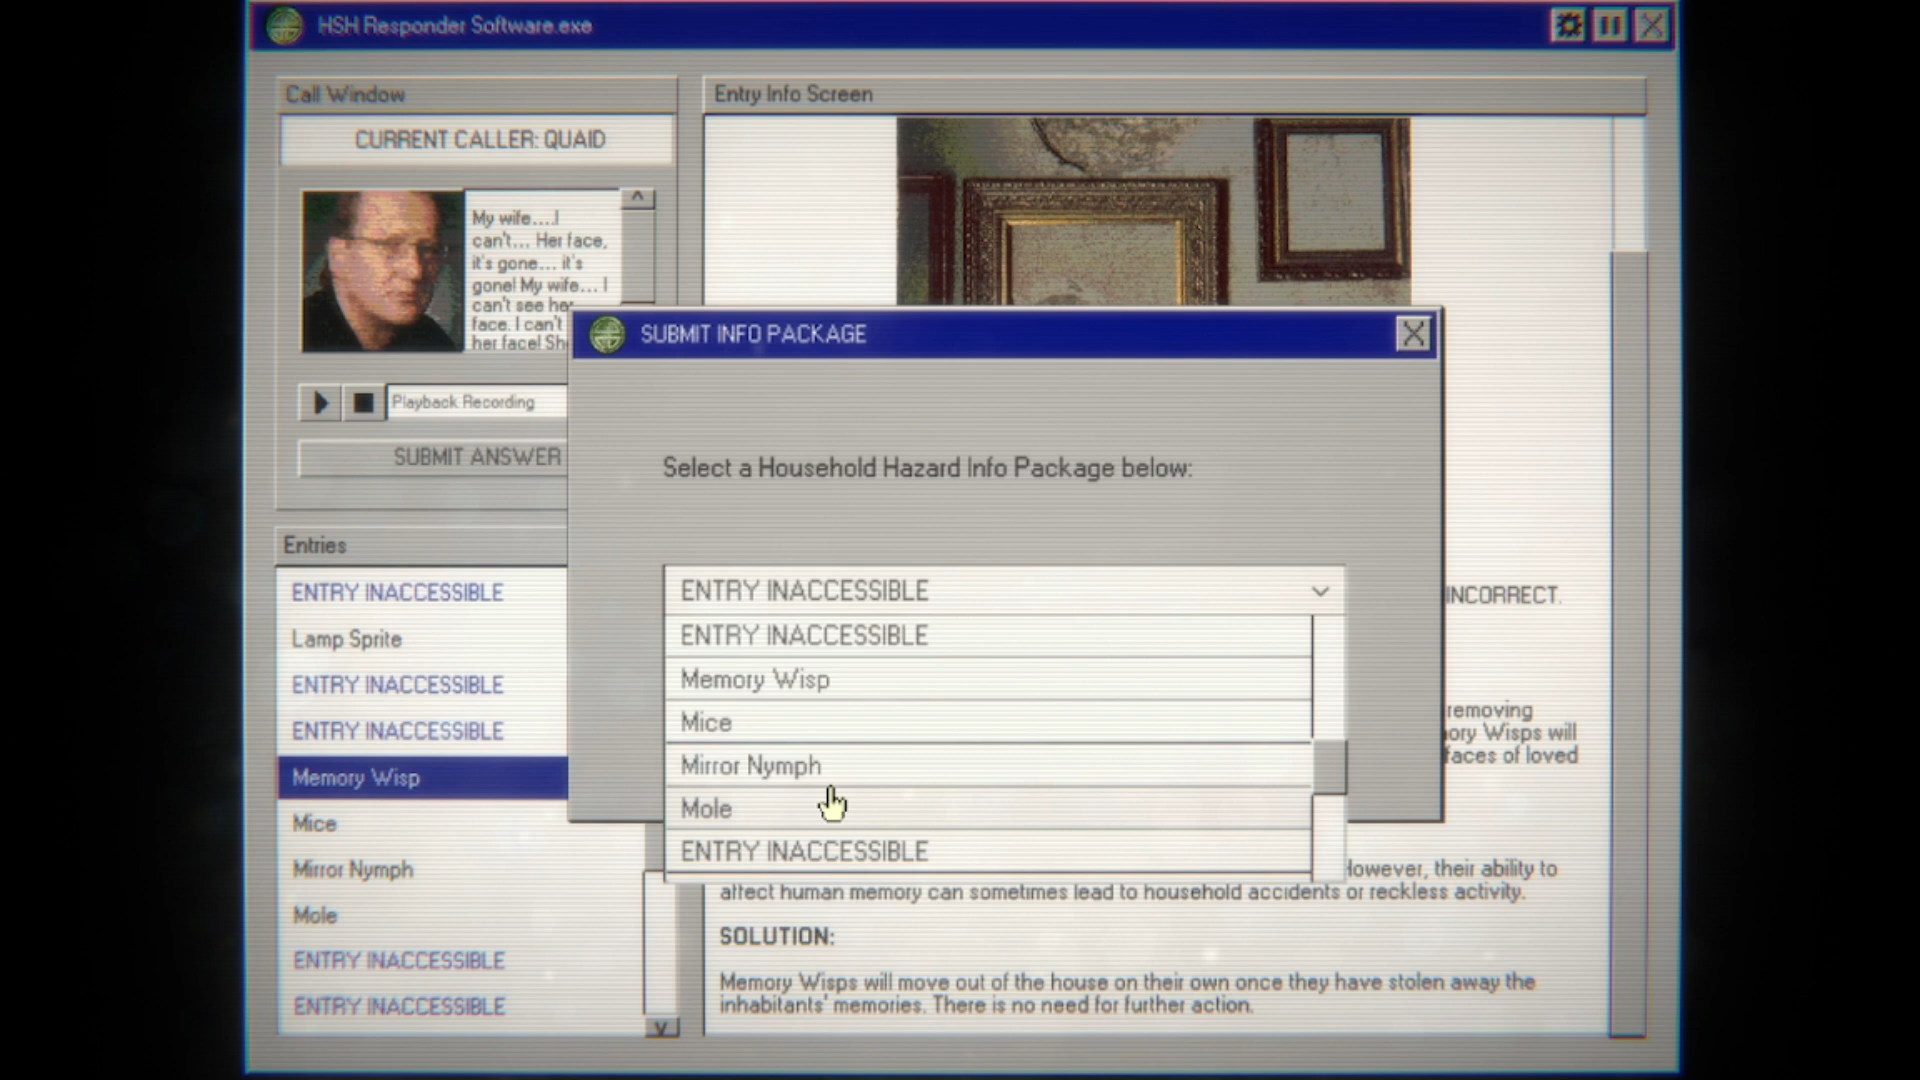 HSH Responder Software.exe
Call Window
CURRENT CALLER: QUAID
My wife....I
can't... Her face,
it's gone... it's
gone! My wife... I
can't see her
face. I can't
her face! She
Playback Recording
SUBMIT ANSWER
Entries
ENTRY INACCESSIBLE
Lamp Sprite
ENTRY INACCESSIBLE
ENTRY INACCESSIBLE
Memory Wisp
Mice
Mirror Nymph
Mole
ENTRY INACCESSIBLE
ENTRY INACCESSIBLE
Entry Info Screen
SUBMIT INFO PACKAGE
Select a Household Hazard Info Package below:
ENTRY INACCESSIBLE
ENTRY INACCESSIBLE
Memory Wisp
Mice
Mirror Nymph
Mole
ENTRY INACCESSIBLE
INCORRECT.
removing
Wisps will
faces of loved
However, their ability to
affect human memory can sometimes lead to household accidents or reckless activity.
SOLUTION:
Memory Wisps will move out of the house on their own once they have stolen away the
inhabitants' memories. There is no need for further action.